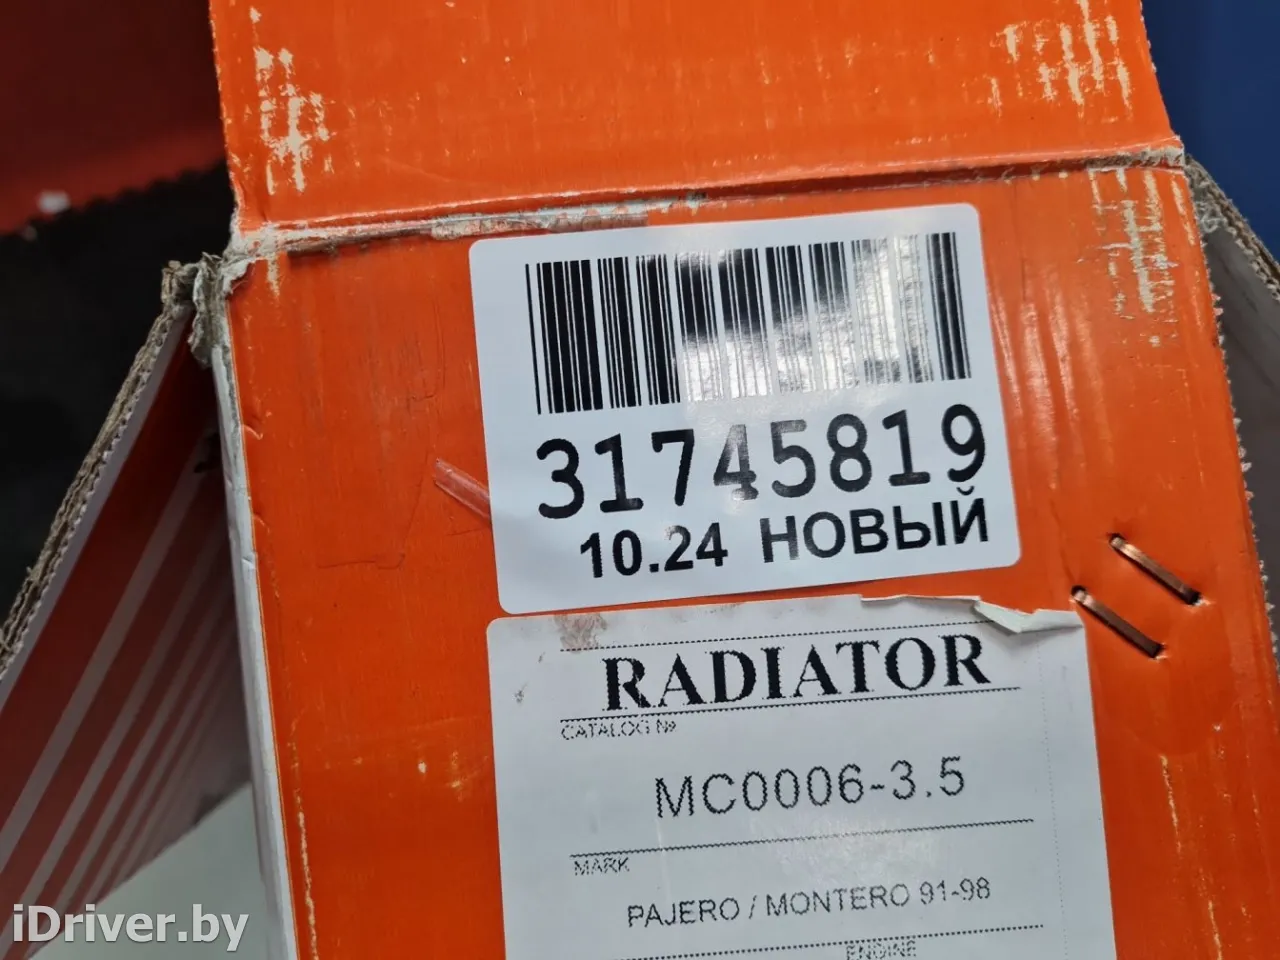 31745819
10.24 НОВЫЙ
RADIATOR
CATALOG №
MC0006-3.5
MARK
PAJERO / MONTERO 91-98
ENGINE
iDriver.by